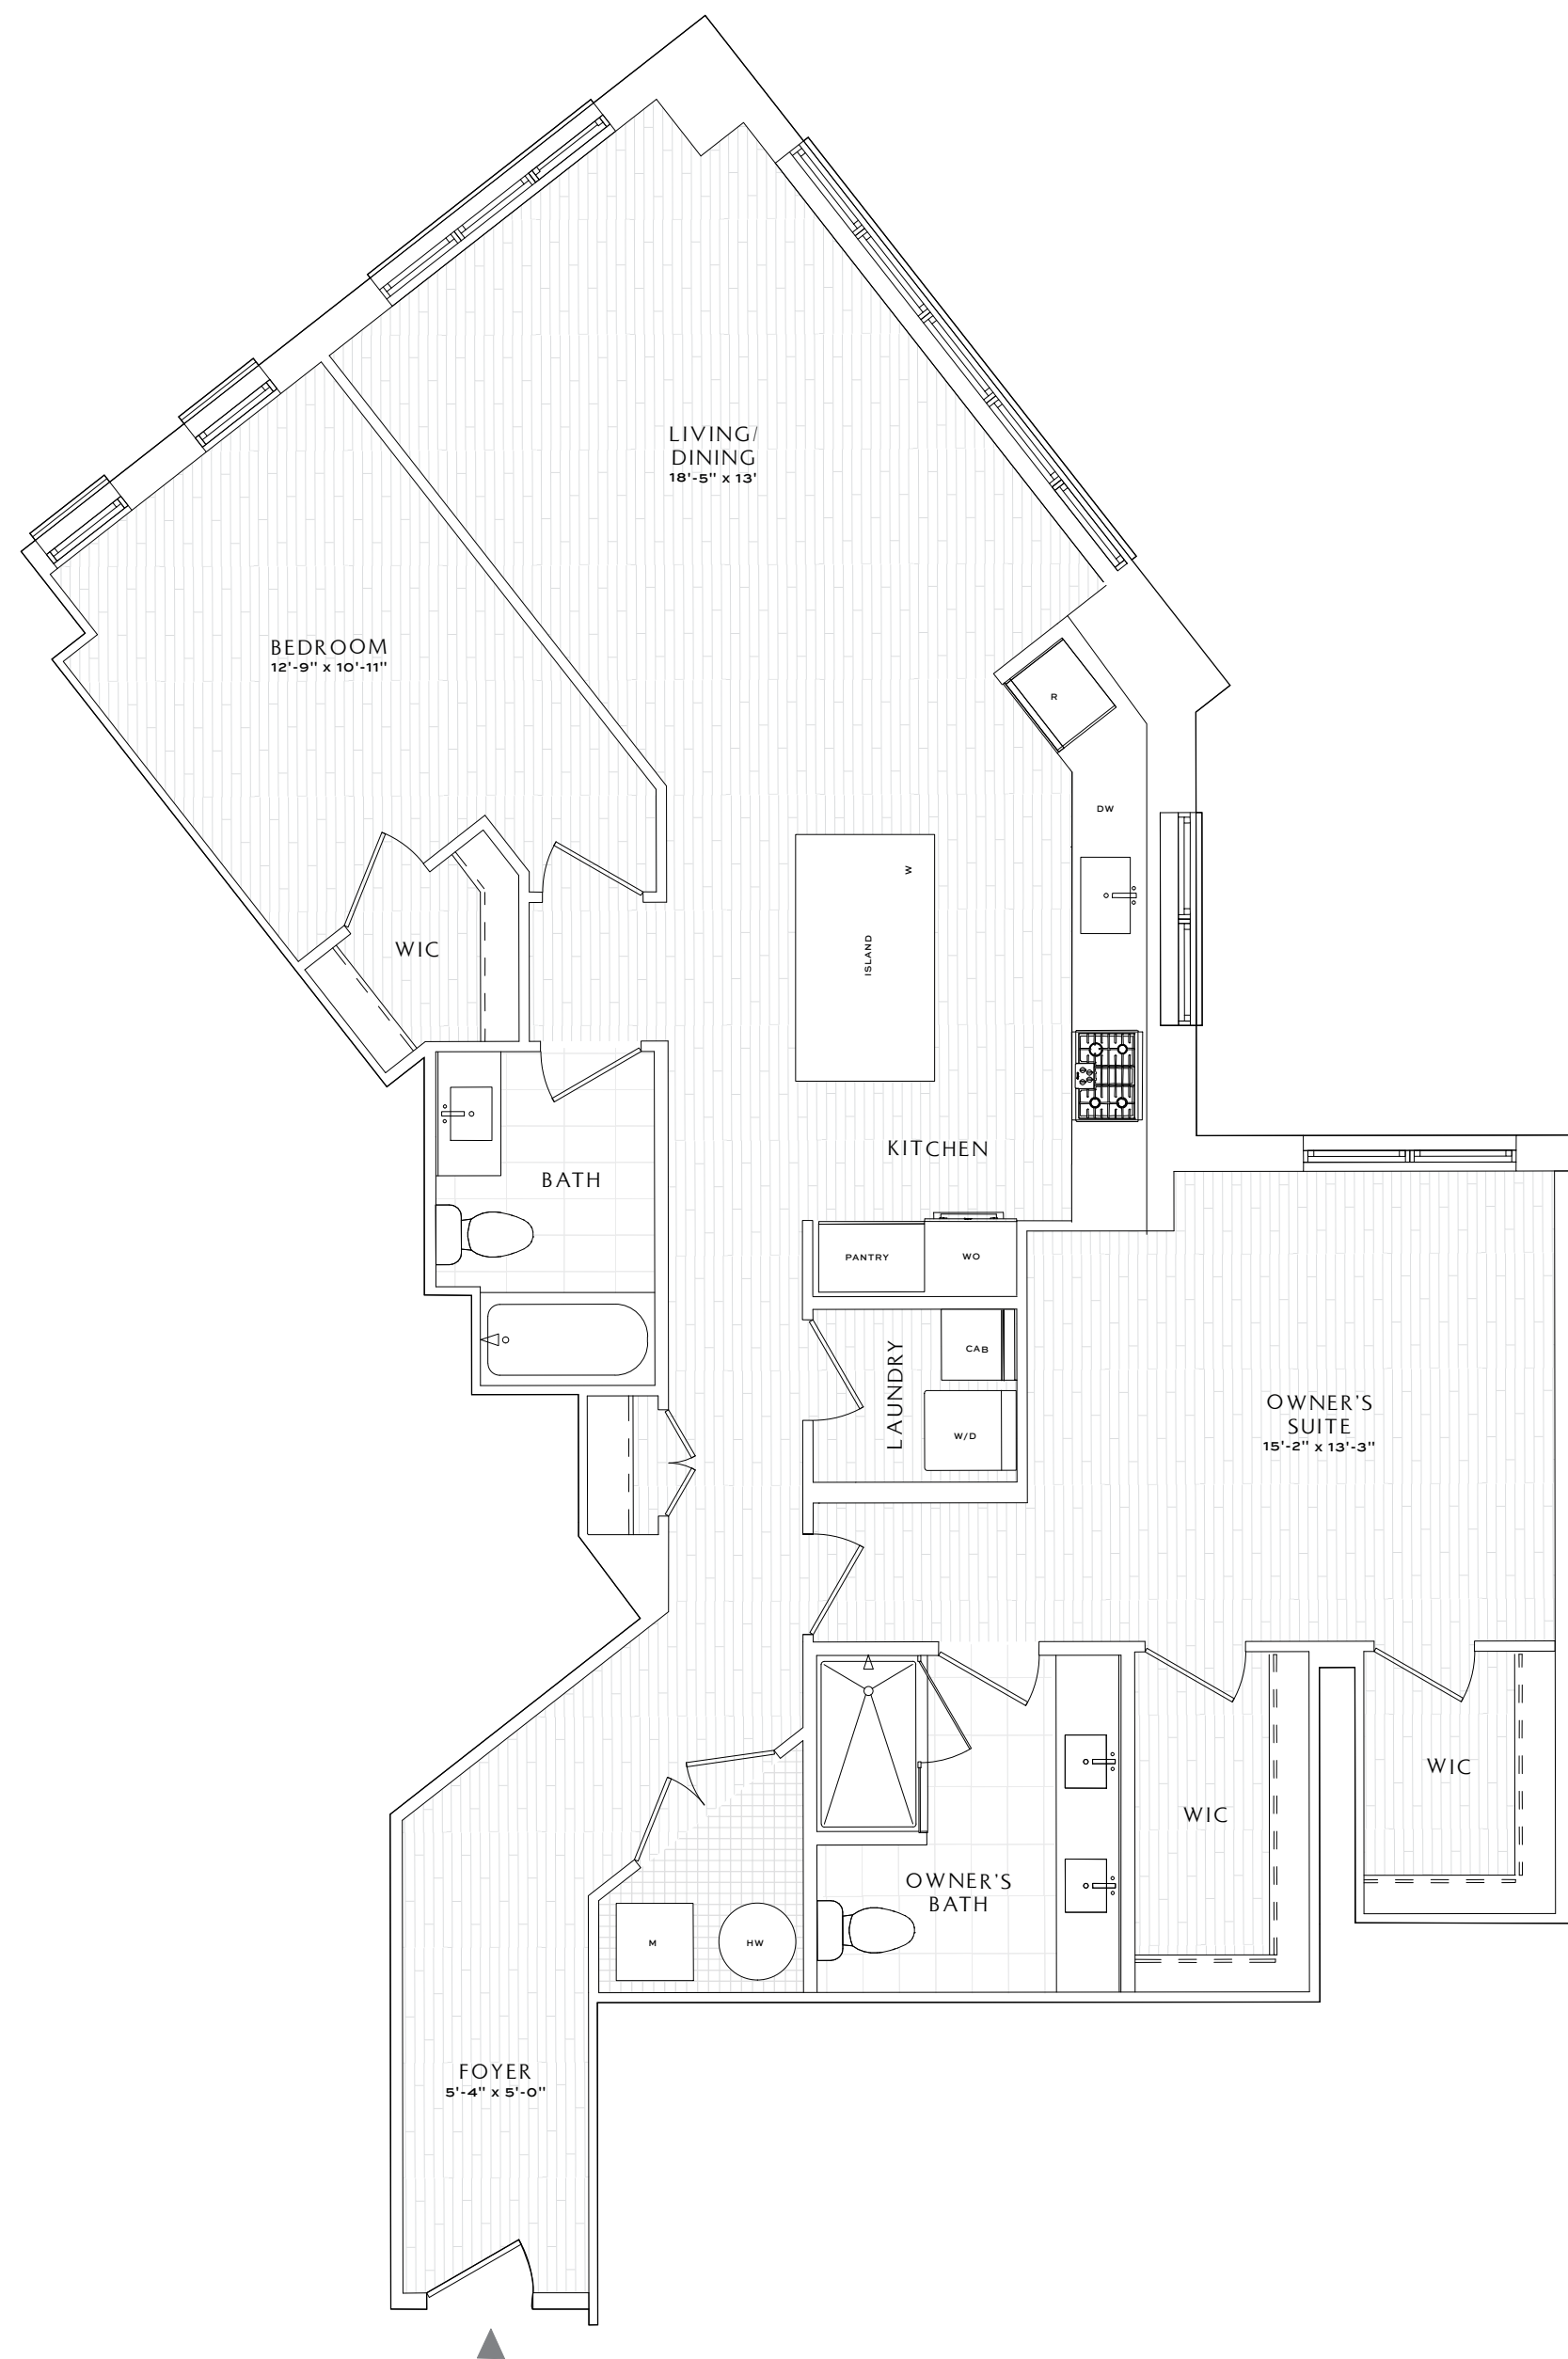 LIVING/
DINING
18'-5" x 13'
BEDROOM
12'-9" x 10'-11"
R
DW
W
ISLAND
WIC
KITCHEN
BATH
PANTRY
WO
LAUNDRY
CAB
W/D
OWNER'S
SUITE
15'-2" x 13'-3"
WIC
WIC
OWNER'S
BATH
M
HW
FOYER
5'-4" x 5'-0"